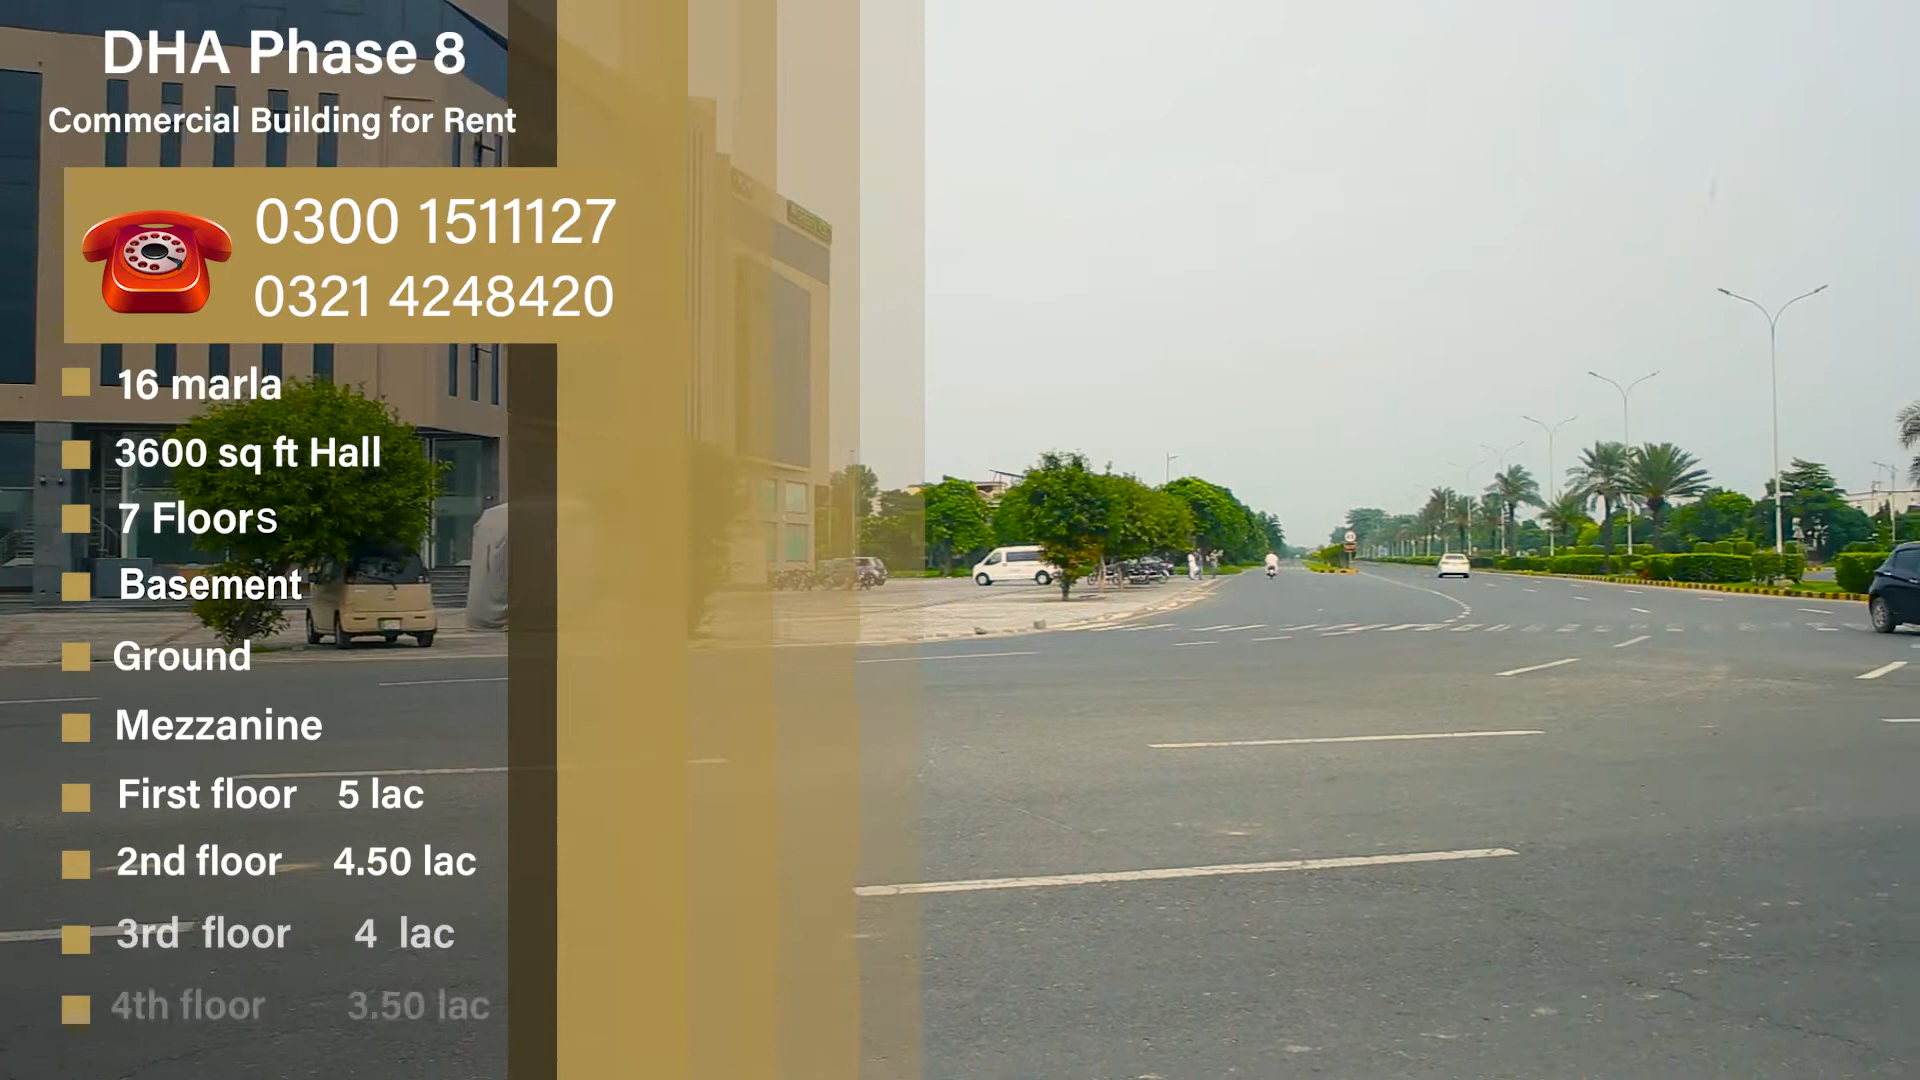 DHA Phase 8
Commercial Building for Rent
0300 1511127
0321 4248420
16 marla
3600 sq ft Hall
7 Floors
Basement
Ground
Mezzanine
First floor 5 lac
2nd floor 4.50 lac
3rd floor 4 lac
4th floor 3.50 lac